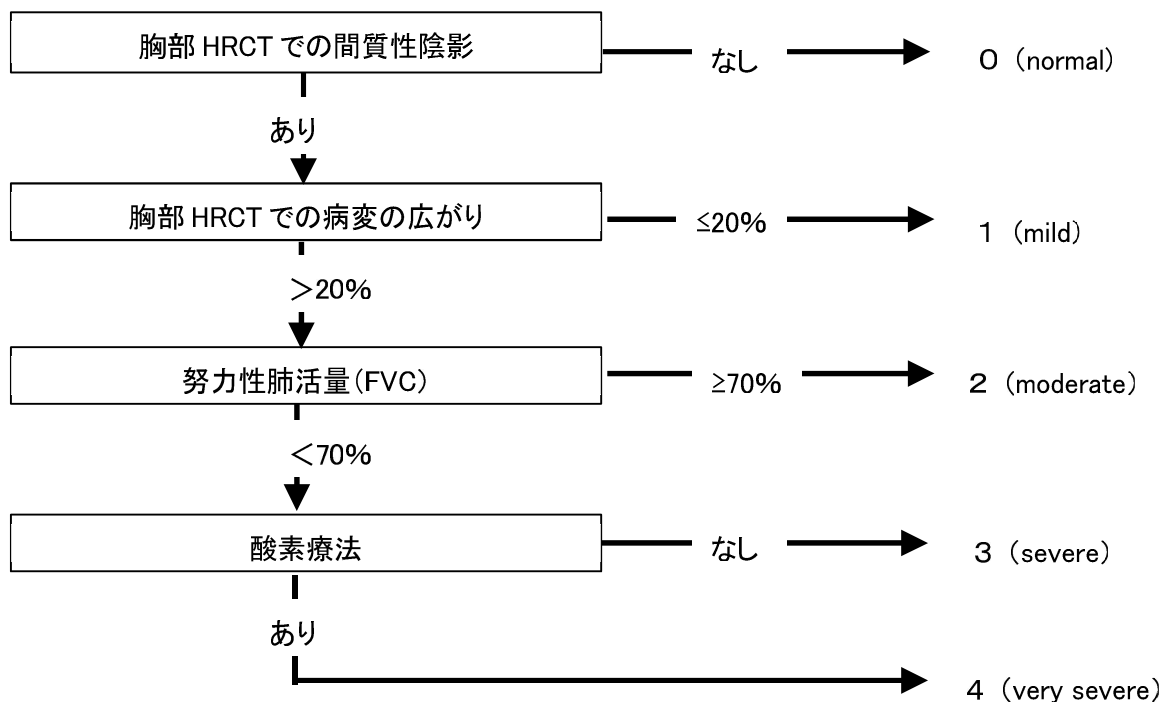 胸部 HRCT での間質性陰影
なし
0 (normal)
あり
胸部 HRCT での病変の広がり
≤20%
1 (mild)
＞20%
努力性肺活量(FVC)
≥70%
2 (moderate)
＜70%
酸素療法
なし
3 (severe)
あり
4 (very severe)